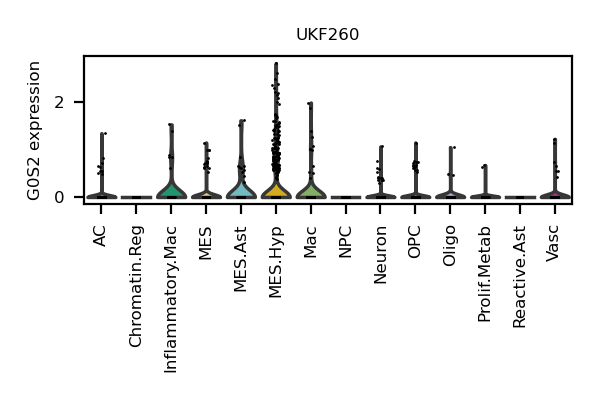 UKF260
G0S2 expression
2
0
AC
Chromatin.Reg
Inflammatory.Mac
MES
MES.Ast
MES.Hyp
Mac
NPC
Neuron
OPC
Oligo
Prolif.Metab
Reactive.Ast
Vasc